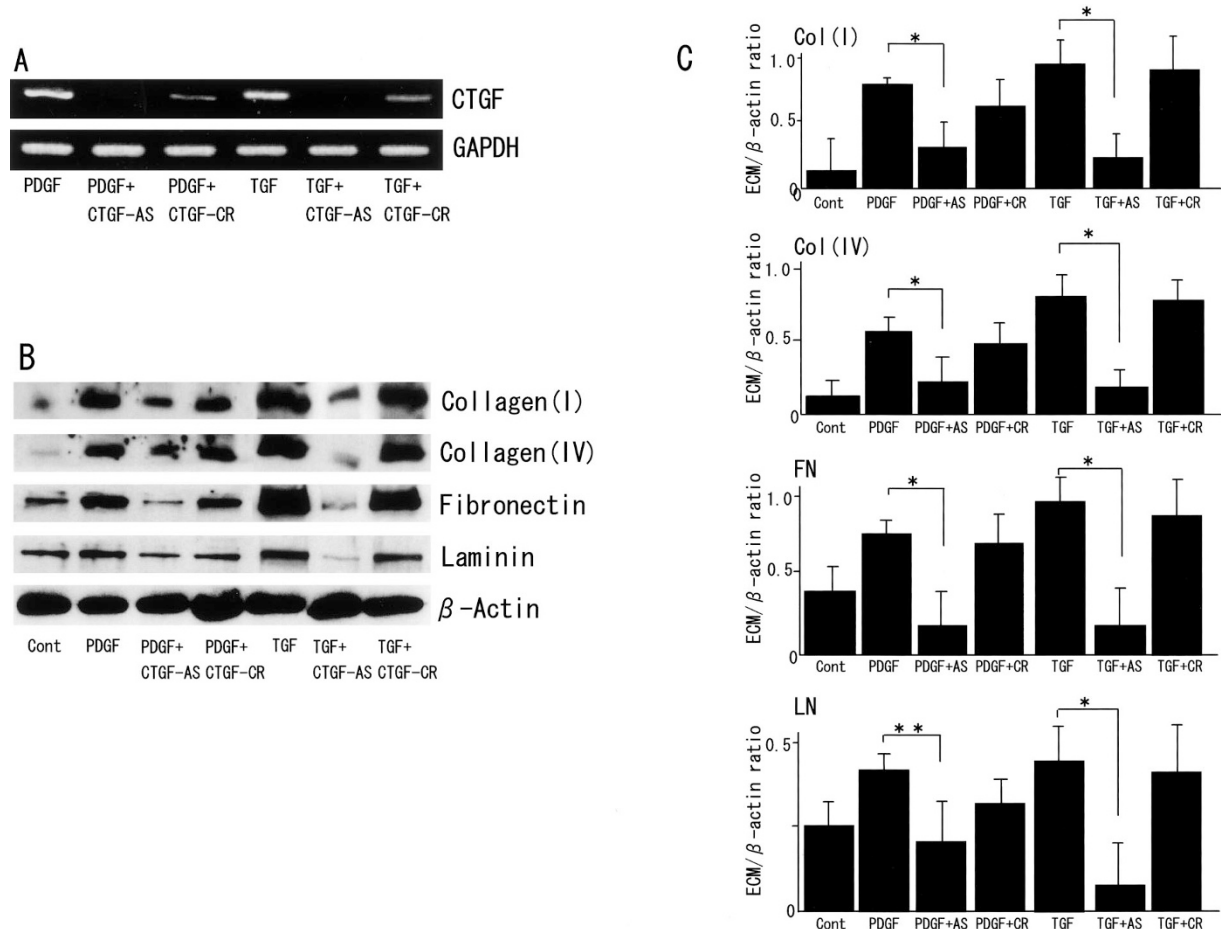 A
CTGF
GAPDH
PDGF PDGF+ PDGF+ TGF TGF+ TGF+
CTGF-AS CTGF-CR CTGF-AS CTGF-CR
B
Collagen(I)
Collagen(IV)
Fibronectin
Laminin
β-Actin
Cont PDGF PDGF+ PDGF+ TGF TGF+ TGF+
CTGF-AS CTGF-CR CTGF-AS CTGF-CR
C
Col(I)
* *
ECM/β-actin ratio
1.0
0.5
0
Cont PDGF PDGF+AS PDGF+CR TGF TGF+AS TGF+CR
Col(IV)
* *
ECM/β-actin ratio
1.0
0.5
0
Cont PDGF PDGF+AS PDGF+CR TGF TGF+AS TGF+CR
FN
* *
ECM/β-actin ratio
1.0
0.5
0
Cont PDGF PDGF+AS PDGF+CR TGF TGF+AS TGF+CR
LN
** *
ECM/β-actin ratio
0.5
0
Cont PDGF PDGF+AS PDGF+CR TGF TGF+AS TGF+CR